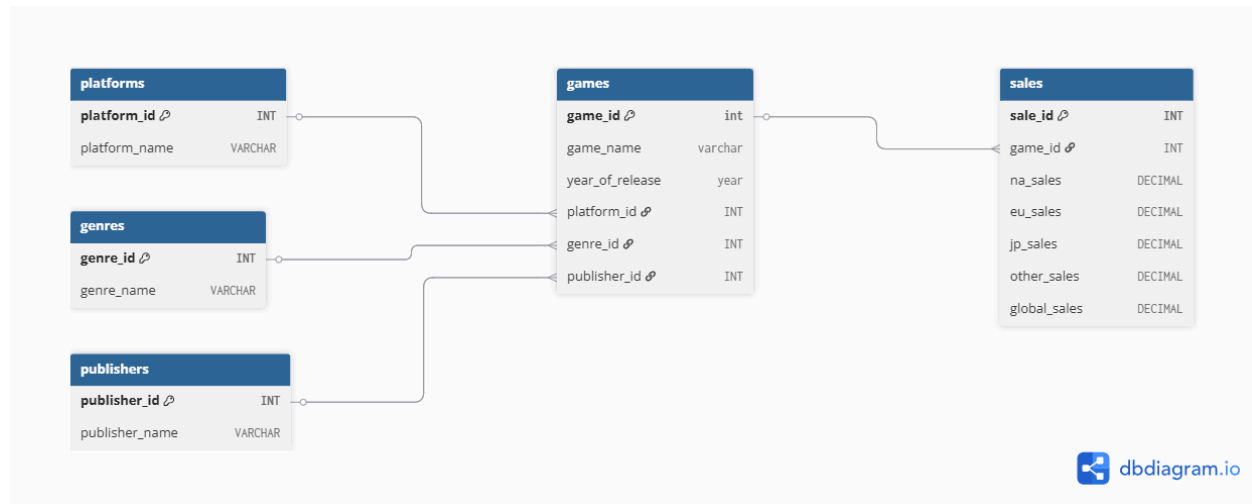 platforms
platform_id INT
platform_name VARCHAR
genres
genre_id INT
genre_name VARCHAR
publishers
publisher_id INT
publisher_name VARCHAR
games
game_id int
game_name varchar
year_of_release year
platform_id INT
genre_id INT
publisher_id INT
sales
sale_id INT
game_id INT
na_sales DECIMAL
eu_sales DECIMAL
jp_sales DECIMAL
other_sales DECIMAL
global_sales DECIMAL
dbdiagram.io